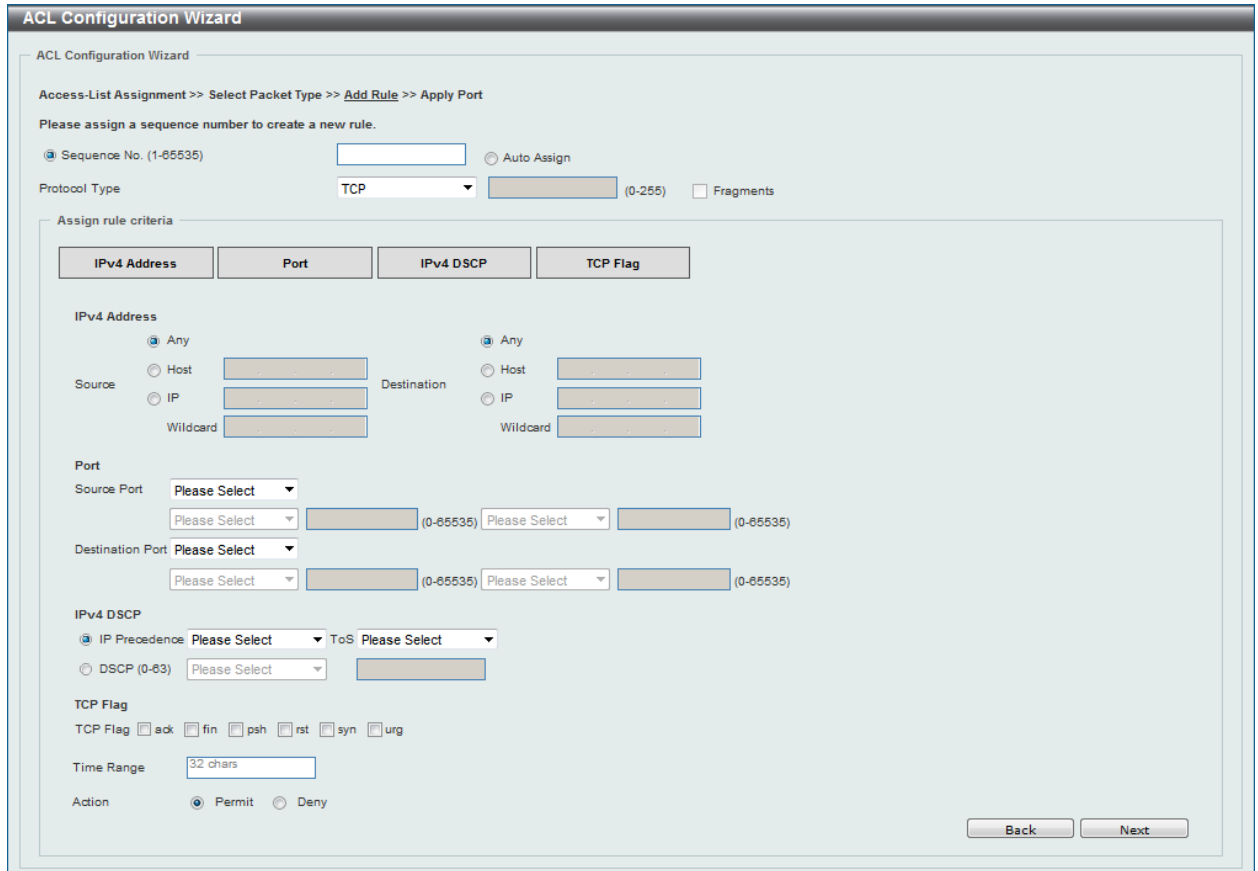 ACL Configuration Wizard
ACL Configuration Wizard
Access-List Assignment >> Select Packet Type >> Add Rule >> Apply Port
Please assign a sequence number to create a new rule.
Sequence No. (1-65535) Auto Assign
Protocol Type TCP (0-255) Fragments
Assign rule criteria
IPv4 Address Port IPv4 DSCP TCP Flag
IPv4 Address
Any Any
Host . . . Host . . .
Source Destination
IP . . . IP . . .
Wildcard . . . Wildcard . . .
Port
Source Port Please Select
Please Select (0-65535) Please Select (0-65535)
Destination Port Please Select
Please Select (0-65535) Please Select (0-65535)
IPv4 DSCP
IP Precedence Please Select ToS Please Select
DSCP (0-63) Please Select
TCP Flag
TCP Flag ack fin psh rst syn urg
Time Range 32 chars
Action Permit Deny
Back Next